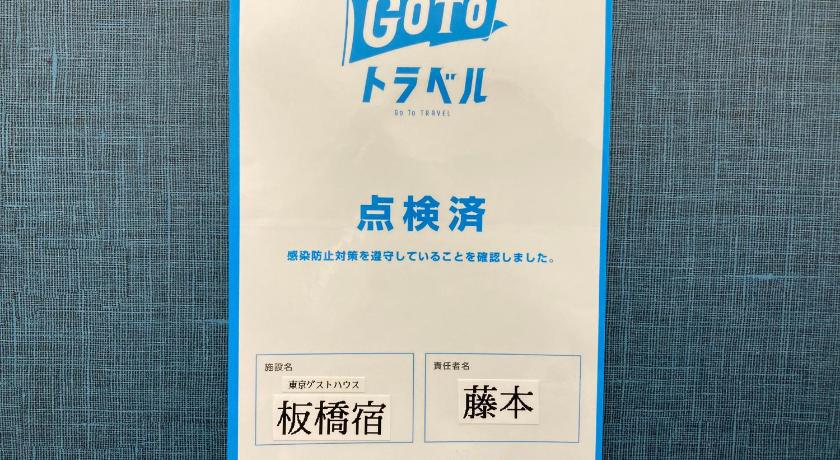 GOTO
トラベル
Go To TRAVEL
点検済
感染防止対策を遵守していることを確認しました。
施設名
東京ゲストハウス
板橋宿
責任者名
藤本